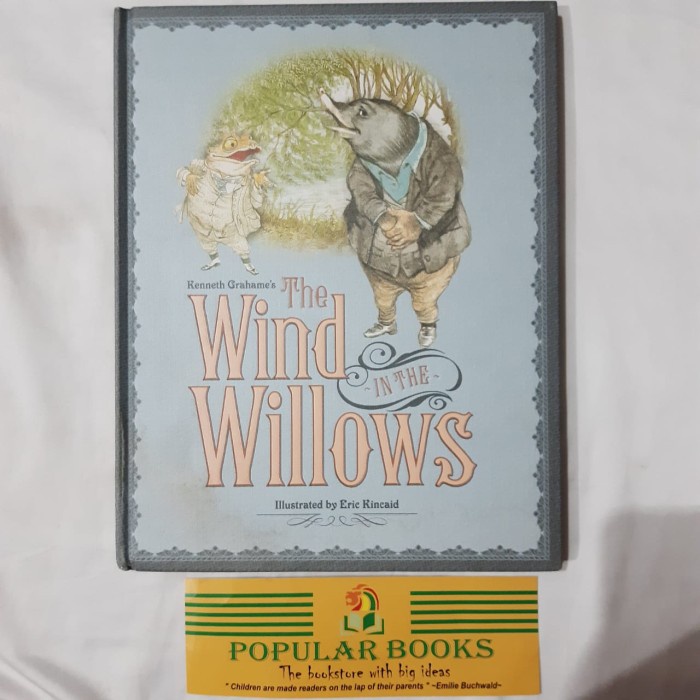 Kenneth Grahame's The
Wind
IN THE
Willows
Illustrated by Eric Kincaid
POPULAR BOOKS
The bookstore with big ideas
" Children are made readers on the lap of their parents " ~Emilie Buchwald~